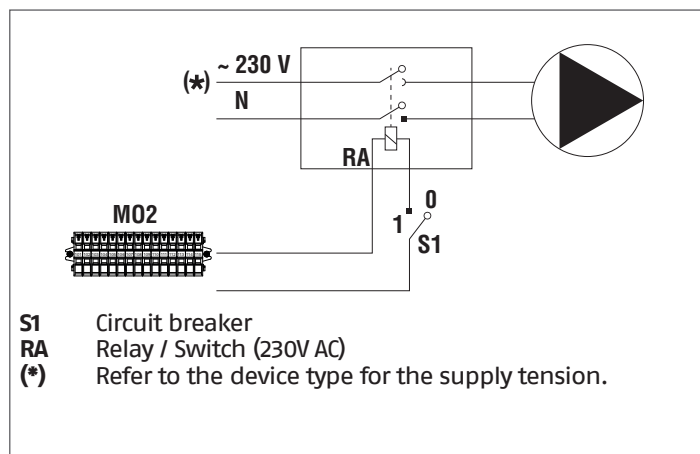 ~ 230 V
(*)
N
RA
M02
0
1
S1
S1 Circuit breaker
RA Relay / Switch (230V AC)
(*) Refer to the device type for the supply tension.